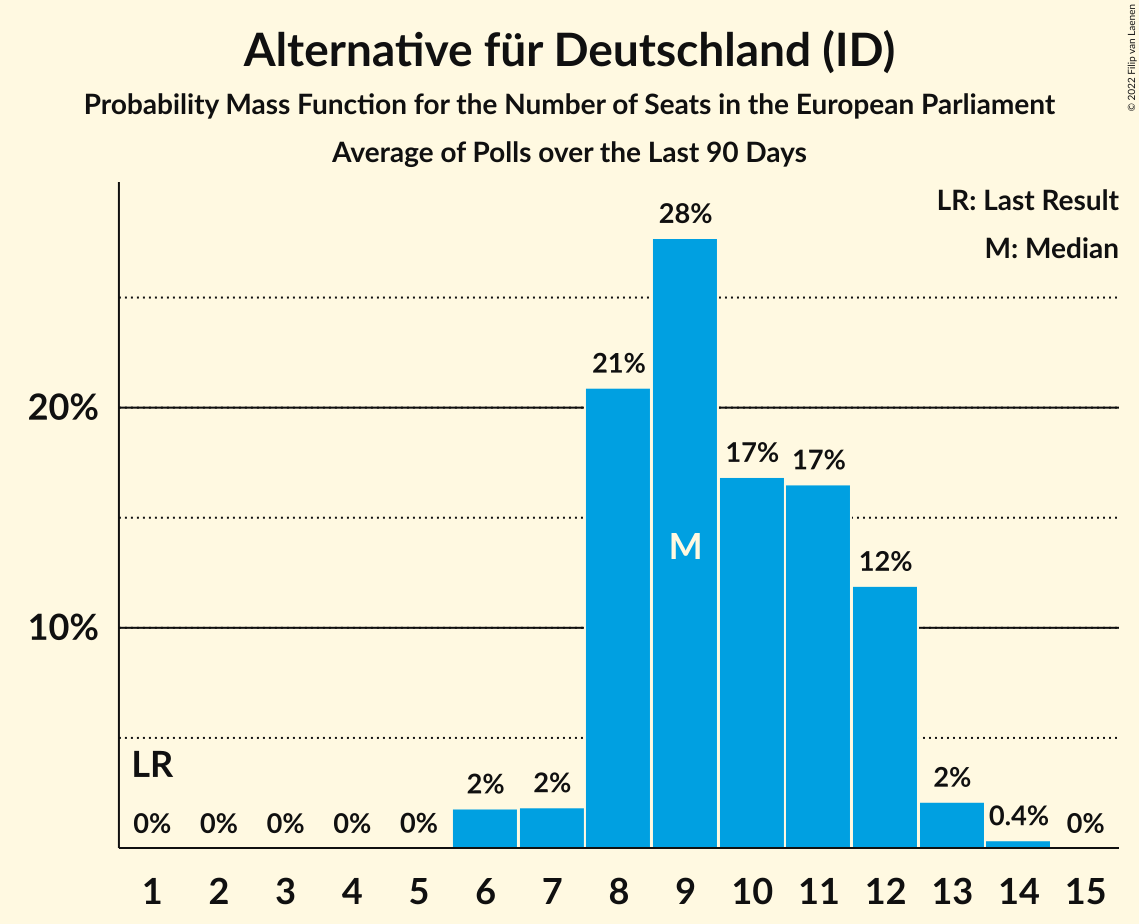 Alternative für Deutschland (ID)
Probability Mass Function for the Number of Seats in the European Parliament
Average of Polls over the Last 90 Days
© 2022 Filip van Laenen
LR: Last Result
M: Median
28%
21%
20%
17% 17%
M
12%
10%
LR
0% 0% 0% 0% 0% 2% 2% 2% 0.4% 0%
1 2 3 4 5 6 7 8 9 10 11 12 13 14 15